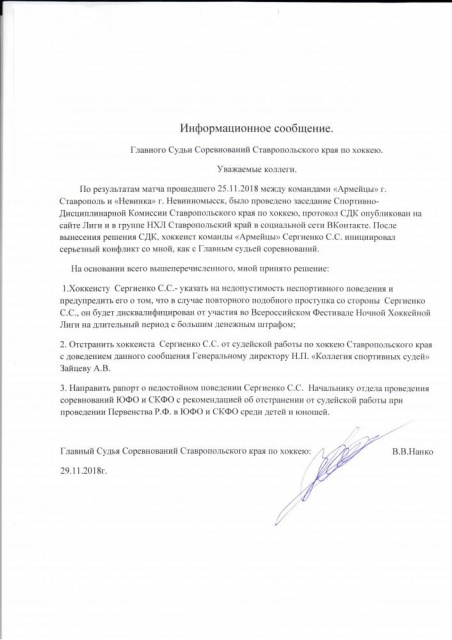 Информационное сообщение.
Главного Судьи Соревнований Ставропольского края по хоккею.
Уважаемые коллеги.
По результатам матча прошедшего 25.11.2018 между командами «Армейцы» г.
Ставрополь и «Невинка» г. Невинномысск, было проведено заседание Спортивно-
Дисциплинарной Комиссии Ставропольского края по хоккею, протокол СДК опубликован на
сайте Лиги и в группе НХЛ Ставропольский край в социальной сети ВКонтакте. После
вынесения решения СДК, хоккеист команды «Армейцы» Сергиенко С.С. инициировал
серьезный конфликт со мной, как с Главным судьей соревнований.
На основании всего вышеперечисленного, мной принято решение:
1.Хоккеисту Сергиенко С.С.- указать на недопустимость неспортивного поведения и
предупредить его о том, что в случае повторного подобного проступка со стороны Сергиенко
С.С., он будет дисквалифицирован от участия во Всероссийском Фестивале Ночной Хоккейной
Лиги на длительный период с большим денежным штрафом;
2. Отстранить хоккеиста Сергиенко С.С. от судейской работы по хоккею Ставропольского края
с доведением данного сообщения Генеральному директору Н.П. «Коллегия спортивных судей»
Зайцеву А.В.
3. Направить рапорт о недостойном поведении Сергиенко С.С. Начальнику отдела проведения
соревнований ЮФО и СКФО с рекомендацией об отстранении от судейской работы при
проведении Первенства Р.Ф. в ЮФО и СКФО среди детей и юношей.
Главный Судья Соревнований Ставропольского края по хоккею: В.В.Нанко
29.11.2018г.